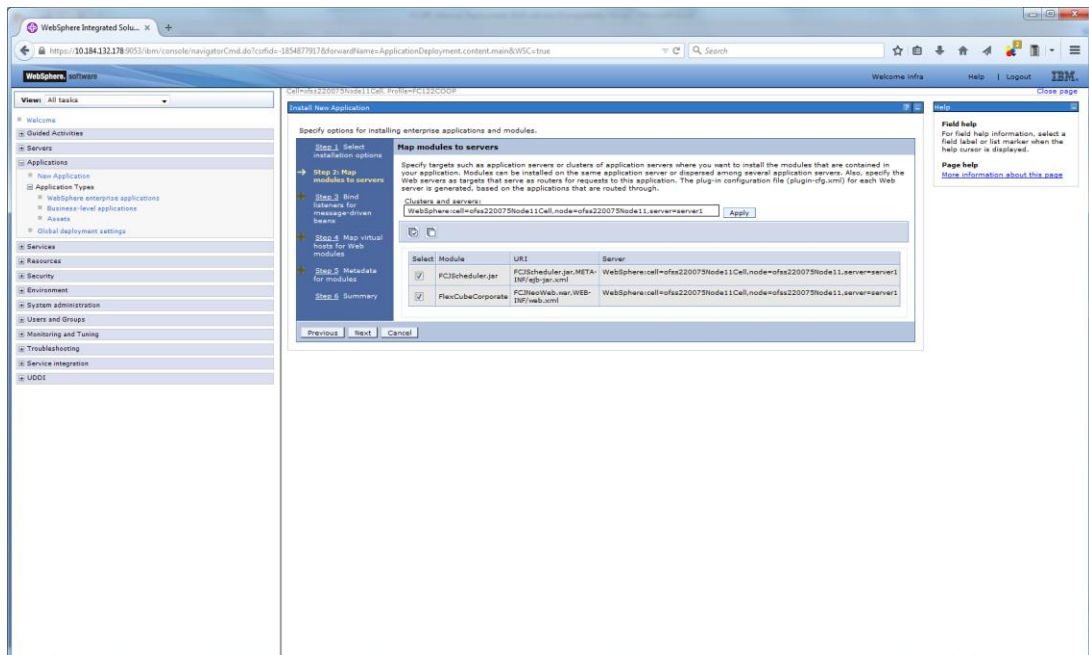 WebSphere Integrated Solu... × +
https://10.184.132.178:9053/ibm/console/navigatorCmd.do?csrfid=-1854877917&forwardName=ApplicationDeployment.content.main&WSC=true
Search
WebSphere. software
Welcome infra
Help | Logout
IBM.
View: All tasks
Welcome
Guided Activities
Servers
Applications
New Application
Application Types
WebSphere enterprise applications
Business-level applications
Assets
Global deployment settings
Services
Resources
Security
Environment
System administration
Users and Groups
Monitoring and Tuning
Troubleshooting
Service integration
UDDI
Cell=ofss220075Node11Cell, Profile=FC122COOP
Close page
Install New Application
Specify options for installing enterprise applications and modules.
Step 1 Select
installation options
Step 2: Map
modules to servers
Step 3 Bind
listeners for
message-driven
beans
Step 4 Map virtual
hosts for Web
modules
Step 5 Metadata
for modules
Step 6 Summary
Map modules to servers
Specify targets such as application servers or clusters of application servers where you want to install the modules that are contained in
your application. Modules can be installed on the same application server or dispersed among several application servers. Also, specify the
Web servers as targets that serve as routers for requests to this application. The plug-in configuration file (plugin-cfg.xml) for each Web
server is generated, based on the applications that are routed through.
Clusters and servers:
WebSphere:cell=ofss220075Node11Cell,node=ofss220075Node11,server=server1
Apply
Select Module URI Server
FCJScheduler.jar FCJScheduler.jar,META- WebSphere:cell=ofss220075Node11Cell,node=ofss220075Node11,server=server1
INF/ejb-jar.xml
FlexCubeCorporate FCJNeoWeb.war,WEB- WebSphere:cell=ofss220075Node11Cell,node=ofss220075Node11,server=server1
INF/web.xml
Previous Next Cancel
Help
Field help
For field help information, select a
field label or list marker when the
help cursor is displayed.
Page help
More information about this page